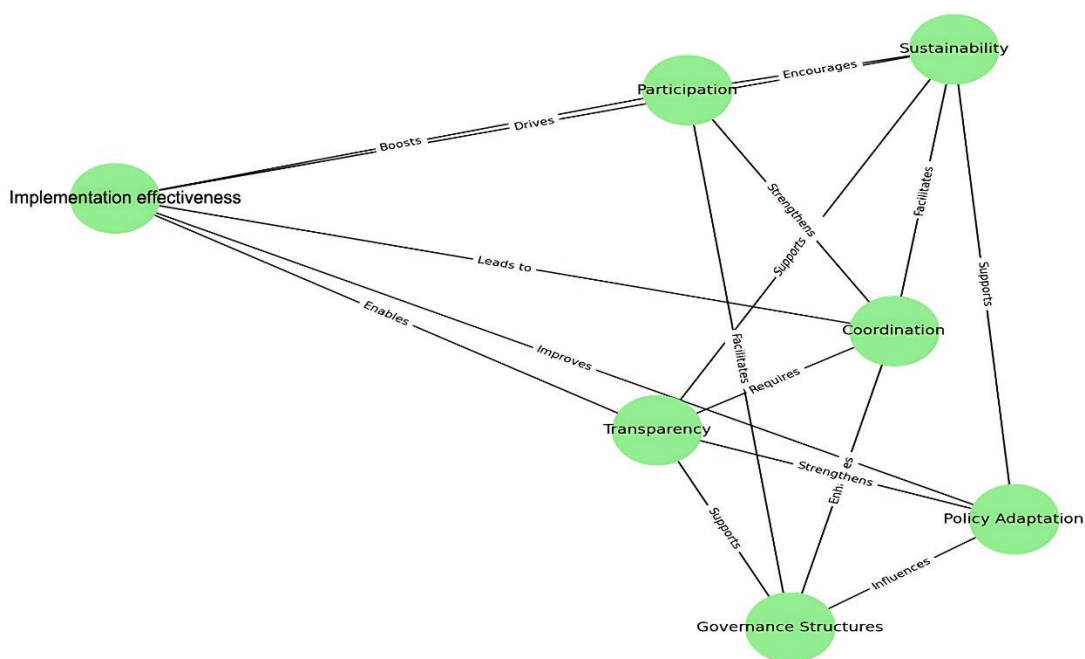 Sustainability
Encourages
Participation
Drives
Boosts
Implementation effectiveness
Strengthens
Facilitates
Supports
Leads to
Supports
Enables
Coordination
Improves
Facilitates
Requires
Transparency
Strengthens
Policy Adaptation
Supports
Influences
Governance Structures